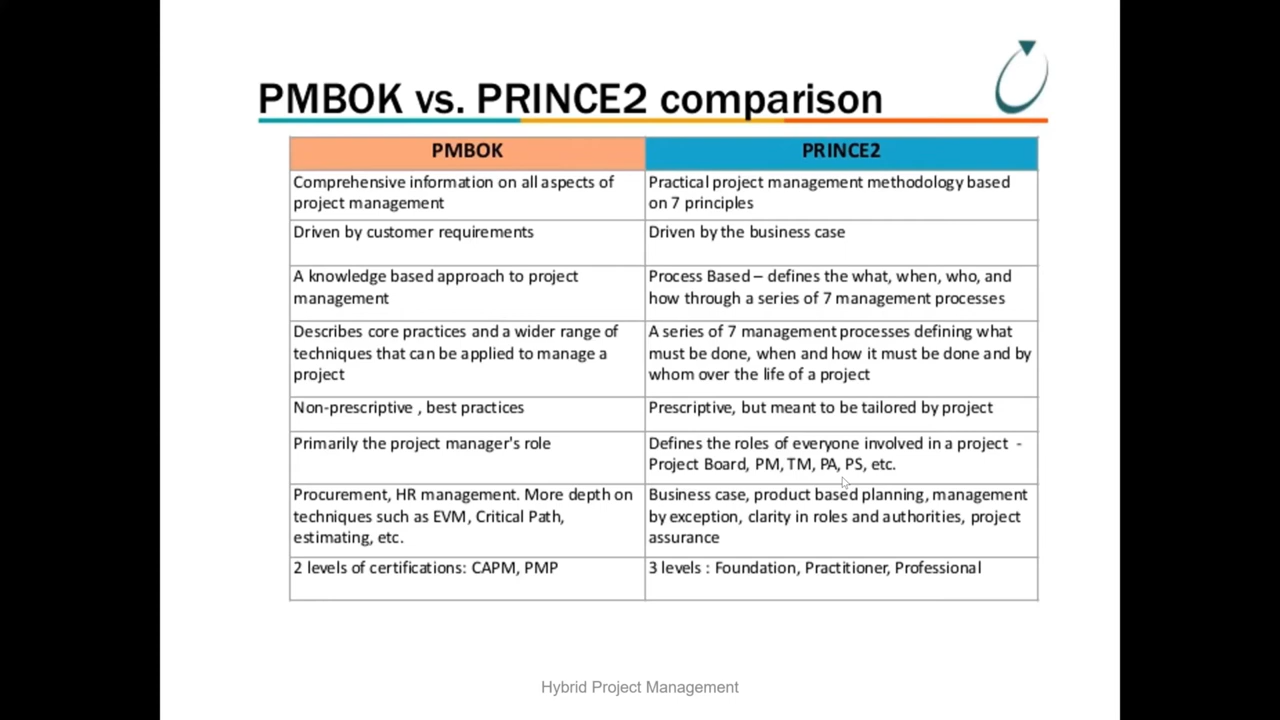 PMBOK vs. PRINCE2 comparison
PMBOK
PRINCE2
Comprehensive information on all aspects of
project management
Practical project management methodology based
on 7 principles
Driven by customer requirements
Driven by the business case
A knowledge based approach to project
management
Process Based – defines the what, when, who, and
how through a series of 7 management processes
Describes core practices and a wider range of
techniques that can be applied to manage a
project
A series of 7 management processes defining what
must be done, when and how it must be done and by
whom over the life of a project
Non-prescriptive , best practices
Prescriptive, but meant to be tailored by project
Primarily the project manager's role
Defines the roles of everyone involved in a project -
Project Board, PM, TM, PA, PS, etc.
Procurement, HR management. More depth on
techniques such as EVM, Critical Path,
estimating, etc.
Business case, product based planning, management
by exception, clarity in roles and authorities, project
assurance
2 levels of certifications: CAPM, PMP
3 levels : Foundation, Practitioner, Professional
Hybrid Project Management